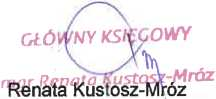 GŁÓWNY KSIĘGOWY
mgr Renata Kustosz-Mróz
Renata Kustosz-Mróz